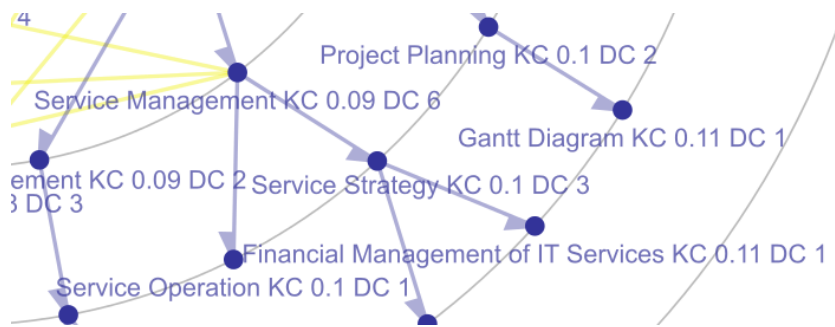 4
Project Planning KC 0.1 DC 2
Service Management KC 0.09 DC 6
Gantt Diagram KC 0.11 DC 1
ement KC 0.09 DC 2
Service Strategy KC 0.1 DC 3
3 DC 3
Financial Management of IT Services KC 0.11 DC 1
Service Operation KC 0.1 DC 1